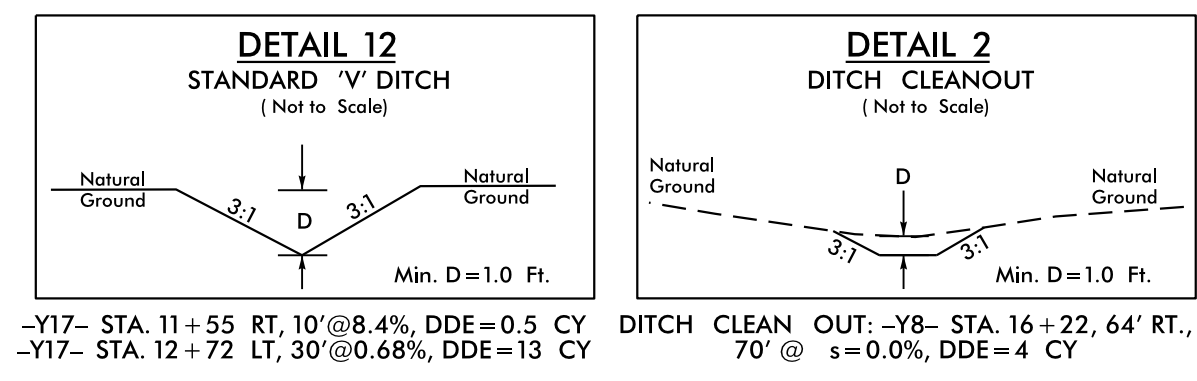 DETAIL 12
STANDARD 'V' DITCH
( Not to Scale)
Natural
Ground
3:1
D
3:1
Natural
Ground
Min. D=1.0 Ft.
–Y17– STA. 11+55 RT, 10'@8.4%, DDE=0.5 CY
–Y17– STA. 12+72 LT, 30'@0.68%, DDE=13 CY
DETAIL 2
DITCH CLEANOUT
( Not to Scale)
Natural
Ground
D
Natural
Ground
3:1
3:1
Min. D=1.0 Ft.
DITCH CLEAN OUT: –Y8– STA. 16+22, 64' RT.,
70' @ s=0.0%, DDE=4 CY